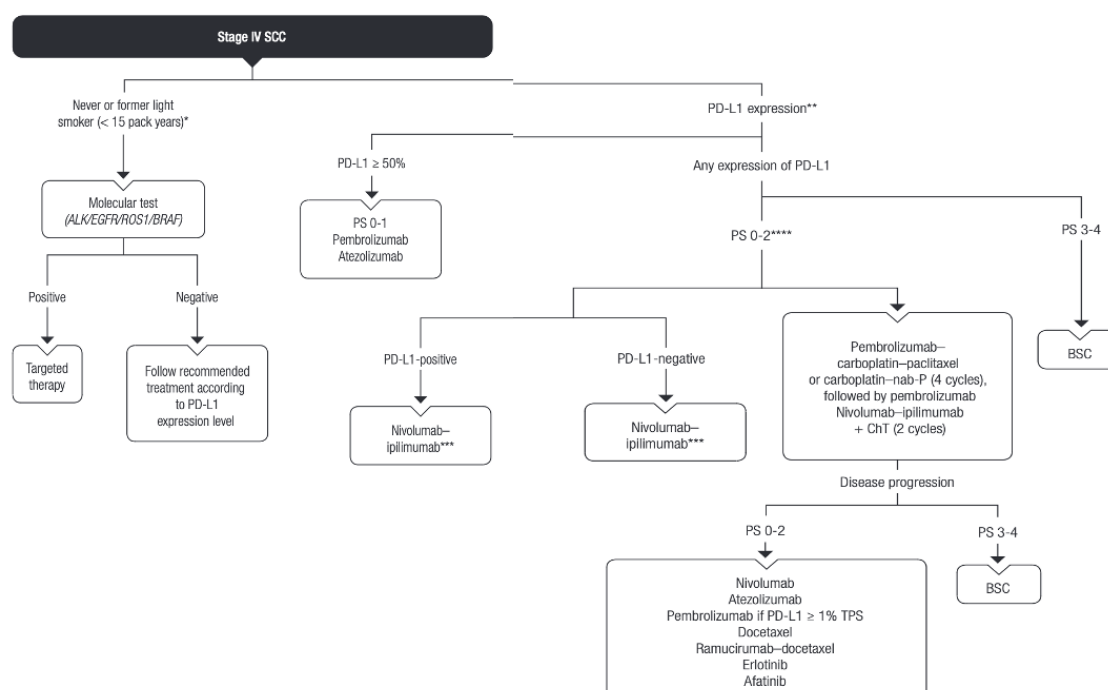 Stage IV SCC
Never or former light
smoker (< 15 pack years)*
PD-L1 expression**
PD-L1 ≥ 50%
Any expression of PD-L1
Molecular test
(ALK/EGFR/ROS1/BRAF)
PS 0-1
Pembrolizumab
Atezolizumab
PS 0-2****
PS 3-4
Positive
Negative
Targeted
therapy
Follow recommended
treatment according
to PD-L1
expression level
PD-L1-positive
PD-L1-negative
Nivolumab–
ipilimumab***
Nivolumab–
ipilimumab***
Pembrolizumab–
carboplatin–paclitaxel
or carboplatin–nab-P (4 cycles),
followed by pembrolizumab
Nivolumab–ipilimumab
+ ChT (2 cycles)
BSC
Disease progression
PS 0-2
PS 3-4
Nivolumab
Atezolizumab
Pembrolizumab if PD-L1 ≥ 1% TPS
Docetaxel
Ramucirumab–docetaxel
Erlotinib
Afatinib
BSC